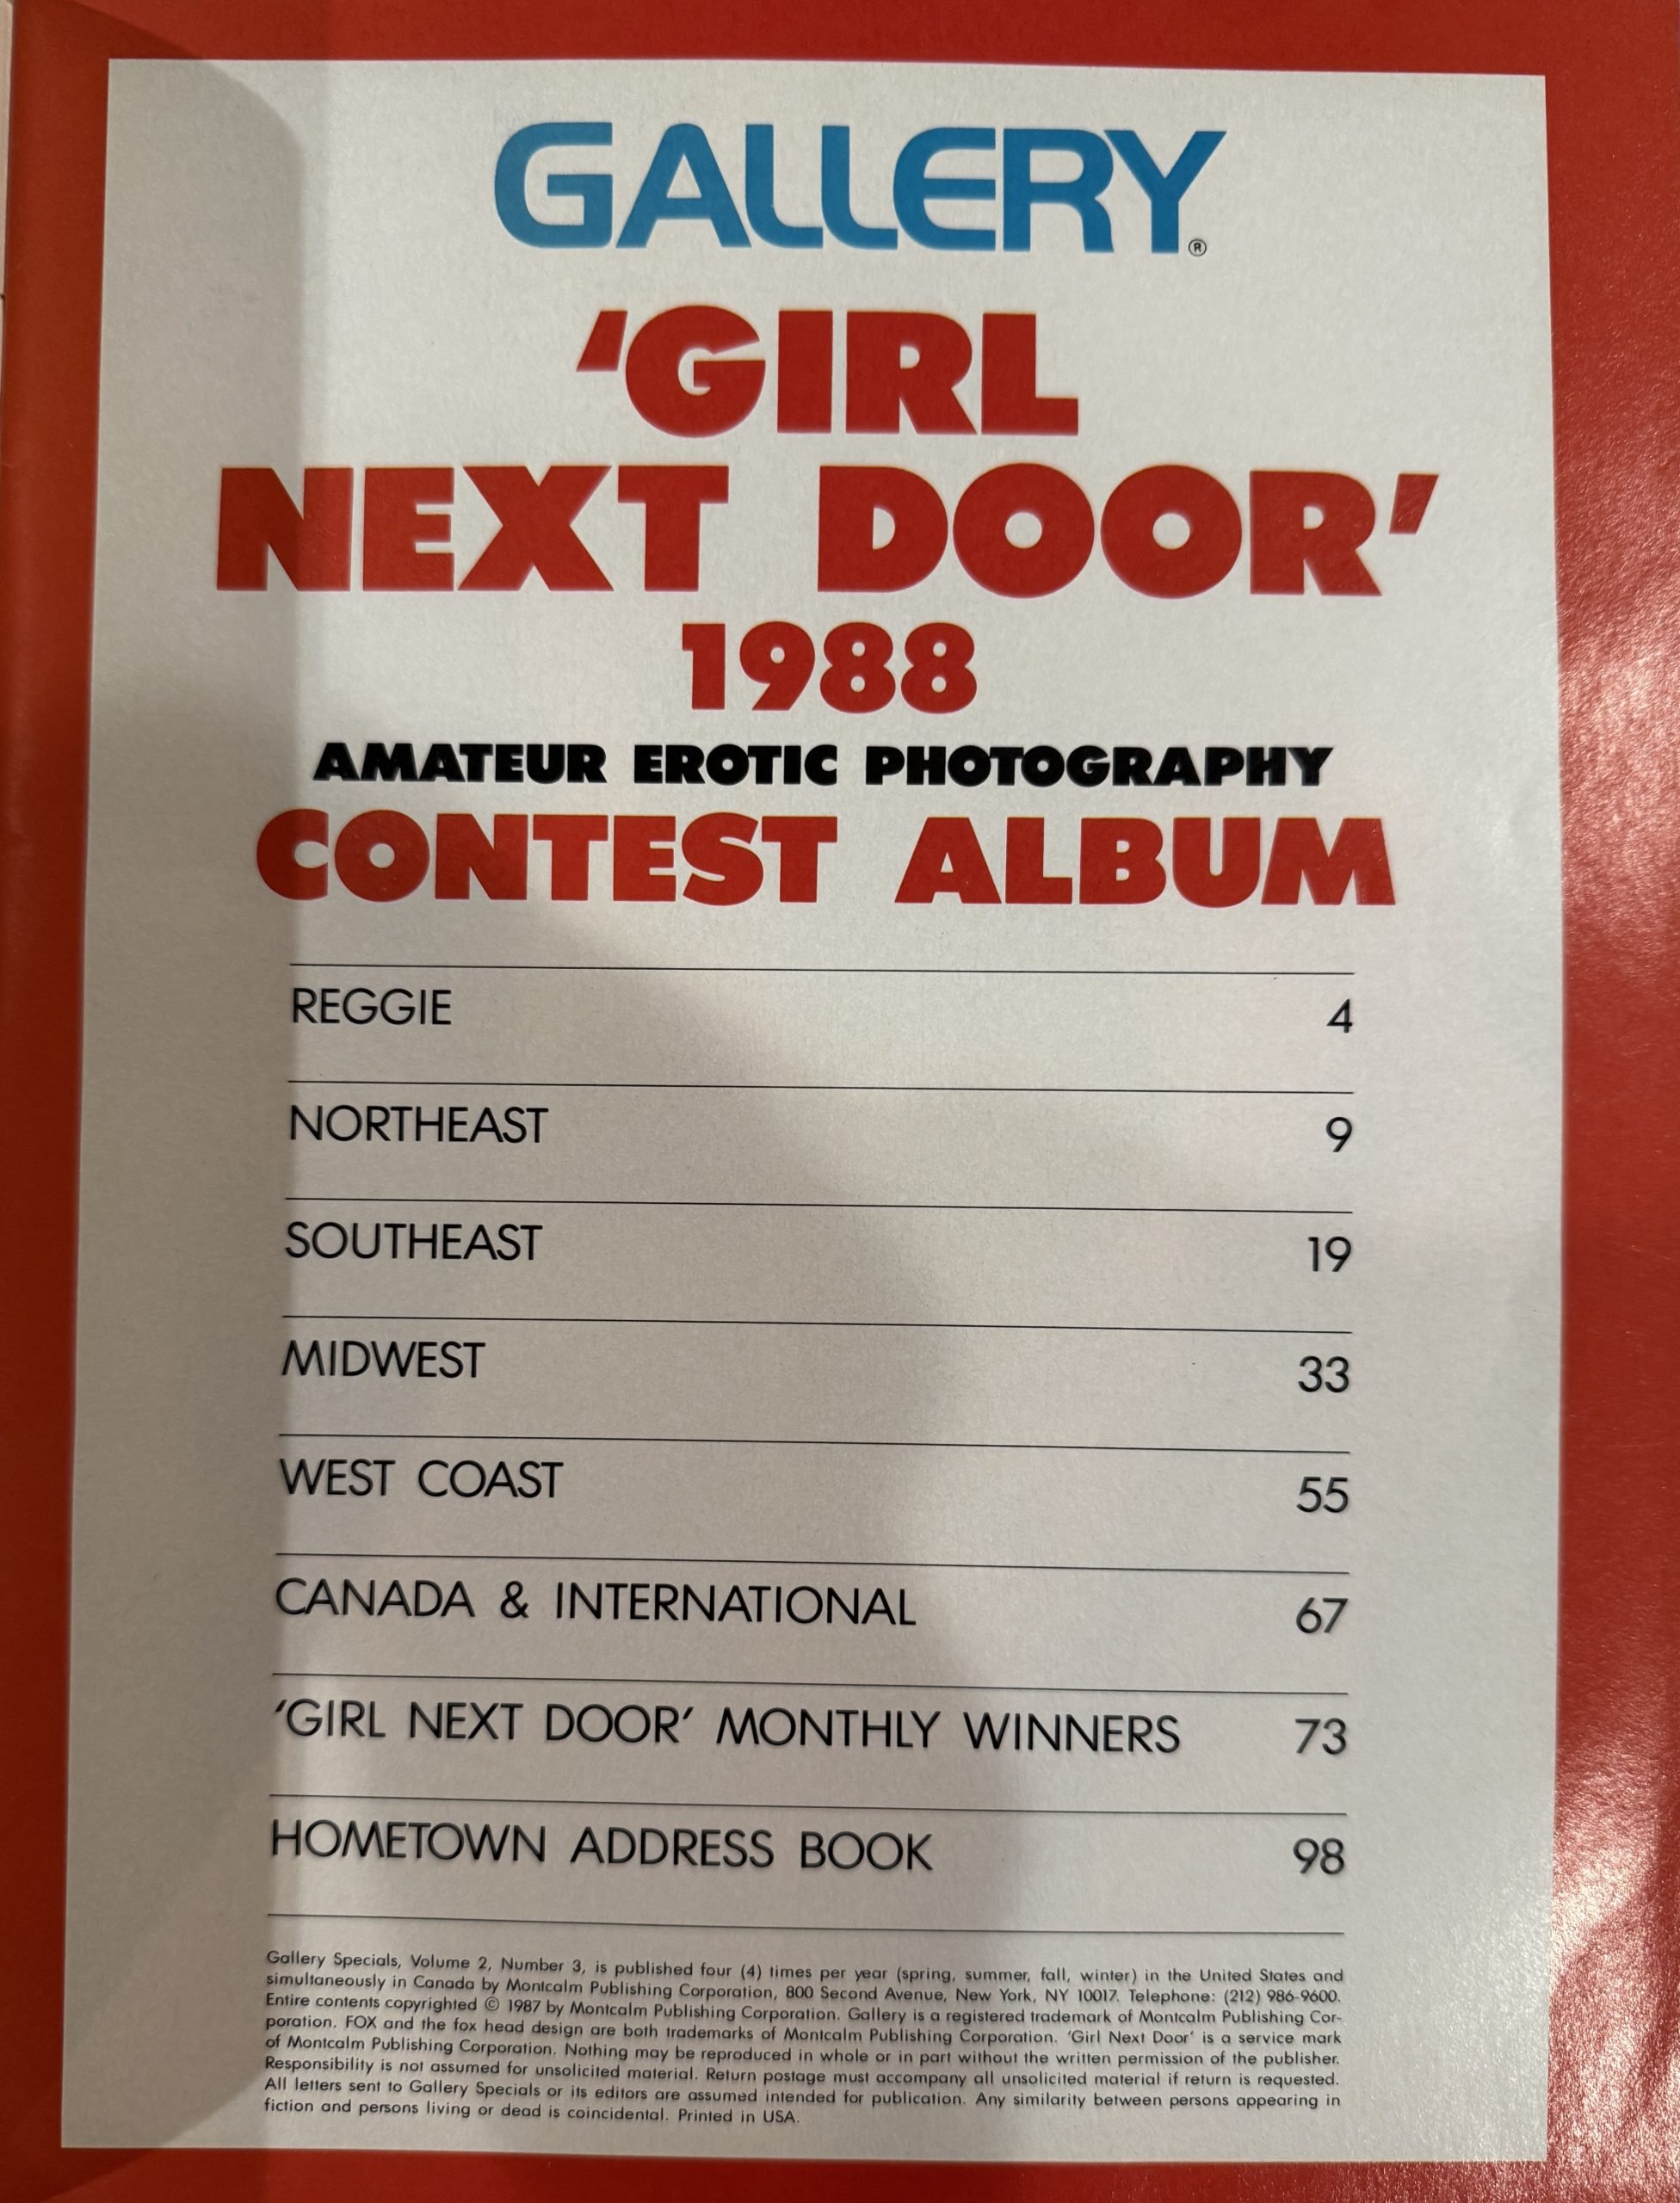 GALLERY®
'GIRL
NEXT DOOR'
1988
AMATEUR EROTIC PHOTOGRAPHY
CONTEST ALBUM
REGGIE 4
NORTHEAST 9
SOUTHEAST 19
MIDWEST 33
WEST COAST 55
CANADA & INTERNATIONAL 67
'GIRL NEXT DOOR' MONTHLY WINNERS 73
HOMETOWN ADDRESS BOOK 98
Gallery Specials, Volume 2, Number 3, is published four (4) times per year (spring, summer, fall, winter) in the United States and
simultaneously in Canada by Montcalm Publishing Corporation, 800 Second Avenue, New York, NY 10017. Telephone: (212) 986-9600.
Entire contents copyrighted © 1987 by Montcalm Publishing Corporation. Gallery is a registered trademark of Montcalm Publishing Cor-
poration. FOX and the fox head design are both trademarks of Montcalm Publishing Corporation. 'Girl Next Door' is a service mark
of Montcalm Publishing Corporation. Nothing may be reproduced in whole or in part without the written permission of the publisher.
Responsibility is not assumed for unsolicited material. Return postage must accompany all unsolicited material if return is requested.
All letters sent to Gallery Specials or its editors are assumed intended for publication. Any similarity between persons appearing in
fiction and persons living or dead is coincidental. Printed in USA.